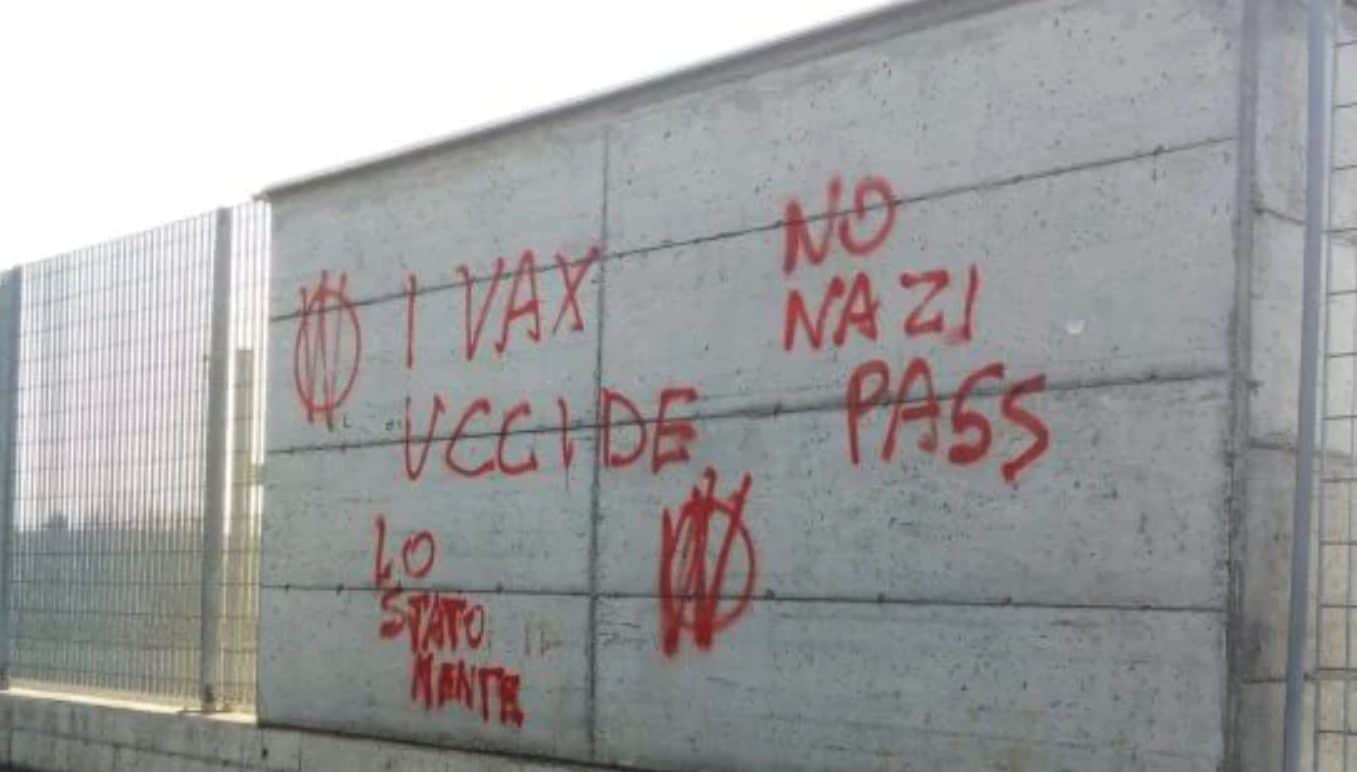 I VAX
UCCIDE
LO
STATO
MENTE
NO
NAZI
PASS